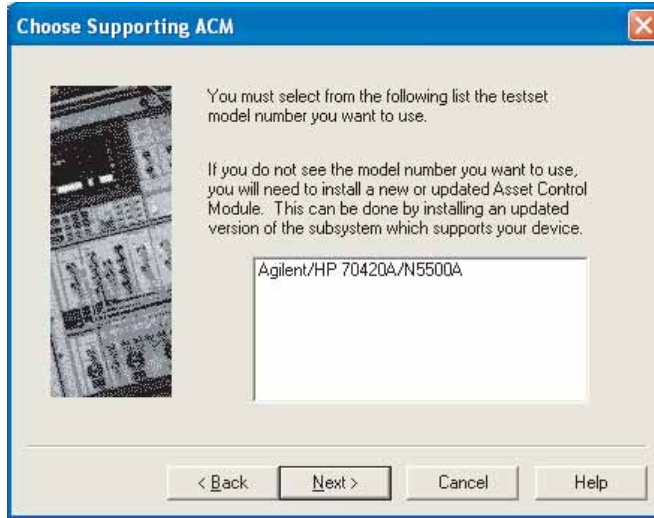 Choose Supporting ACM
You must select from the following list the testset
model number you want to use.
If you do not see the model number you want to use,
you will need to install a new or updated Asset Control
Module. This can be done by installing an updated
version of the subsystem which supports your device.
Agilent/HP 70420A/N5500A
< Back
Next >
Cancel
Help